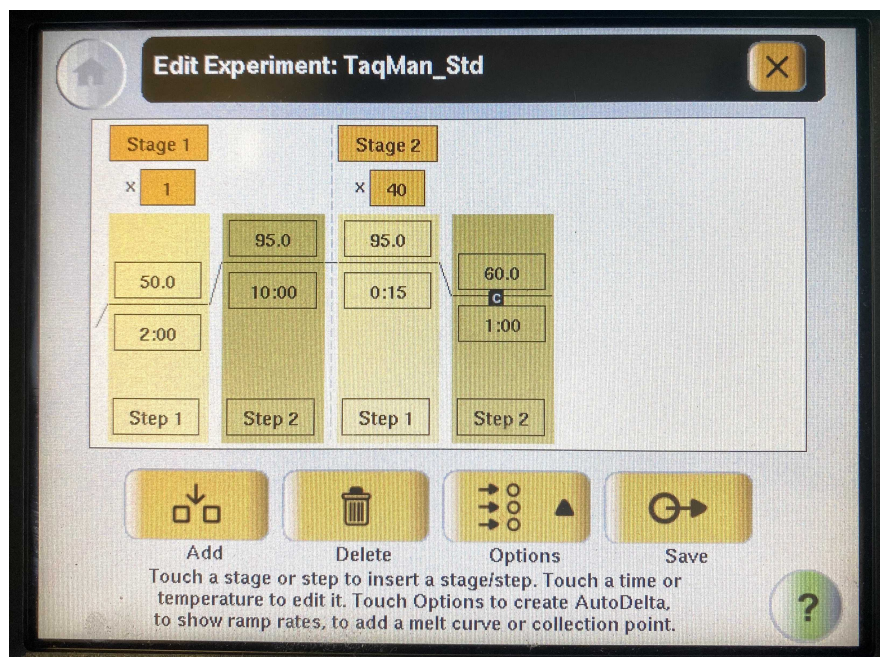 Edit Experiment: TaqMan_Std
Stage 1
Stage 2
x 1
x 40
95.0
95.0
50.0
60.0
C
10:00
0:15
2:00
1:00
Step 1
Step 2
Step 1
Step 2
Add
Delete
Options
Save
Touch a stage or step to insert a stage/step. Touch a time or
temperature to edit it. Touch Options to create AutoDelta,
to show ramp rates, to add a melt curve or collection point.
?